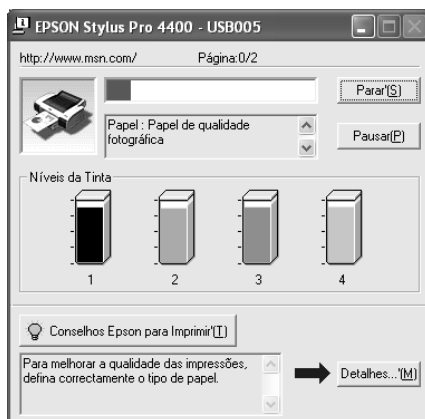 EPSON Stylus Pro 4400 - USB005
http://www.msn.com/ Página:0/2
Parar'(S)
Papel : Papel de qualidade
fotográfica
Pausar(P)
Níveis da Tinta
1 2 3 4
Conselhos Epson para Imprimir'(T)
Para melhorar a qualidade das impressões,
defina correctamente o tipo de papel.
Detalhes...'(M)